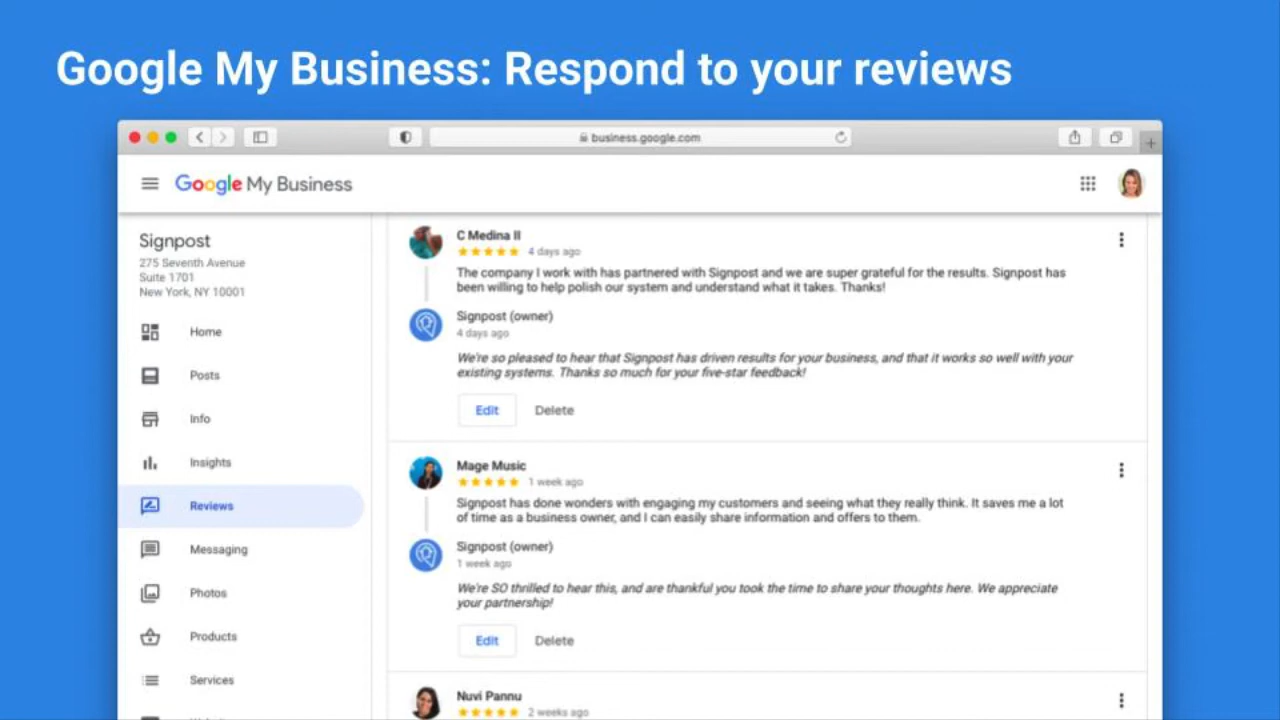 Google My Business: Respond to your reviews
business.google.com
Google My Business
Signpost
275 Seventh Avenue
Suite 1701
New York, NY 10001
Home
Posts
Info
Insights
Reviews
Messaging
Photos
Products
Services
C Medina II
4 days ago
The company I work with has partnered with Signpost and we are super grateful for the results. Signpost has
been willing to help polish our system and understand what it takes. Thanks!
Signpost (owner)
4 days ago
We're so pleased to hear that Signpost has driven results for your business, and that it works so well with your
existing systems. Thanks so much for your five-star feedback!
Edit Delete
Mage Music
1 week ago
Signpost has done wonders with engaging my customers and seeing what they really think. It saves me a lot
of time as a business owner, and I can easily share information and offers to them.
Signpost (owner)
1 week ago
We're SO thrilled to hear this, and are thankful you took the time to share your thoughts here. We appreciate
your partnership!
Edit Delete
Nuvi Pannu
2 weeks ago